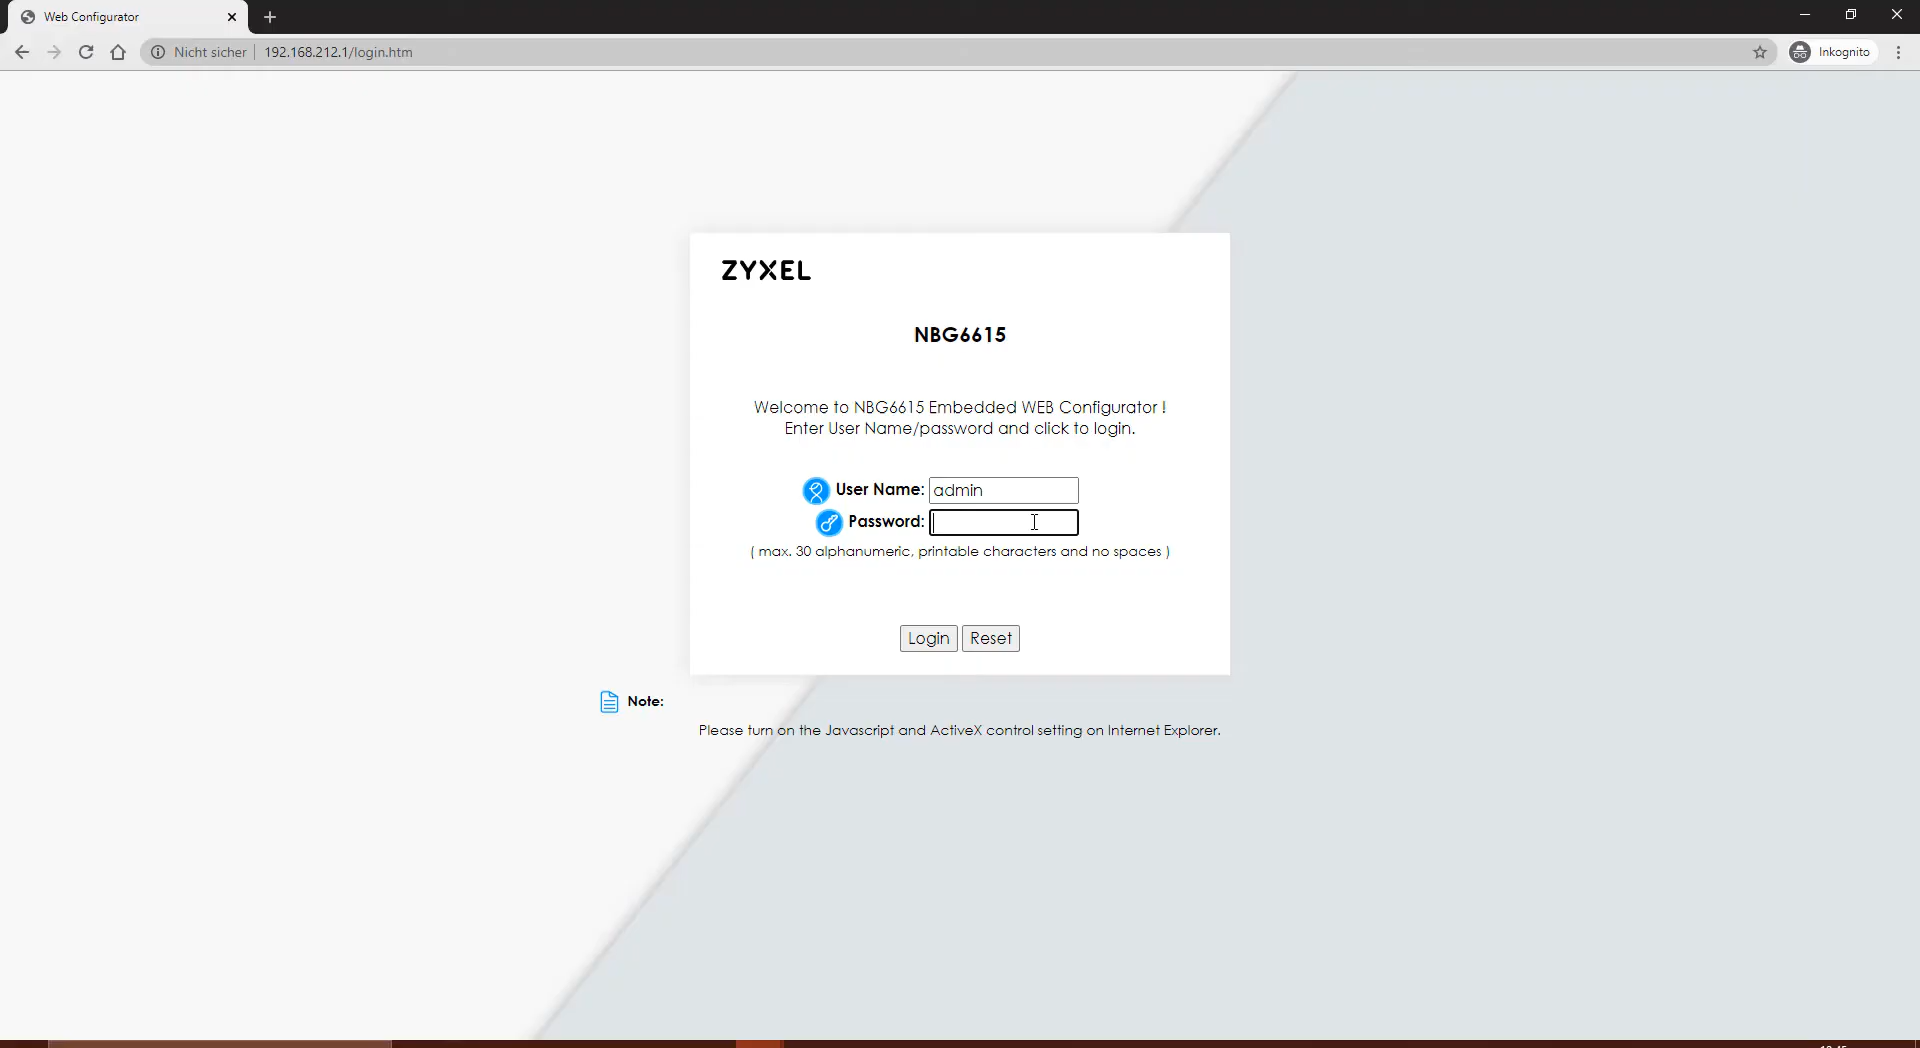 Web Configurator
Nicht sicher
192.168.212.1/login.htm
Inkognito
ZYXEL
NBG6615
Welcome to NBG6615 Embedded WEB Configurator !
Enter User Name/password and click to login.
User Name: admin
Password:
( max. 30 alphanumeric, printable characters and no spaces )
Login Reset
Note:
Please turn on the Javascript and ActiveX control setting on Internet Explorer.